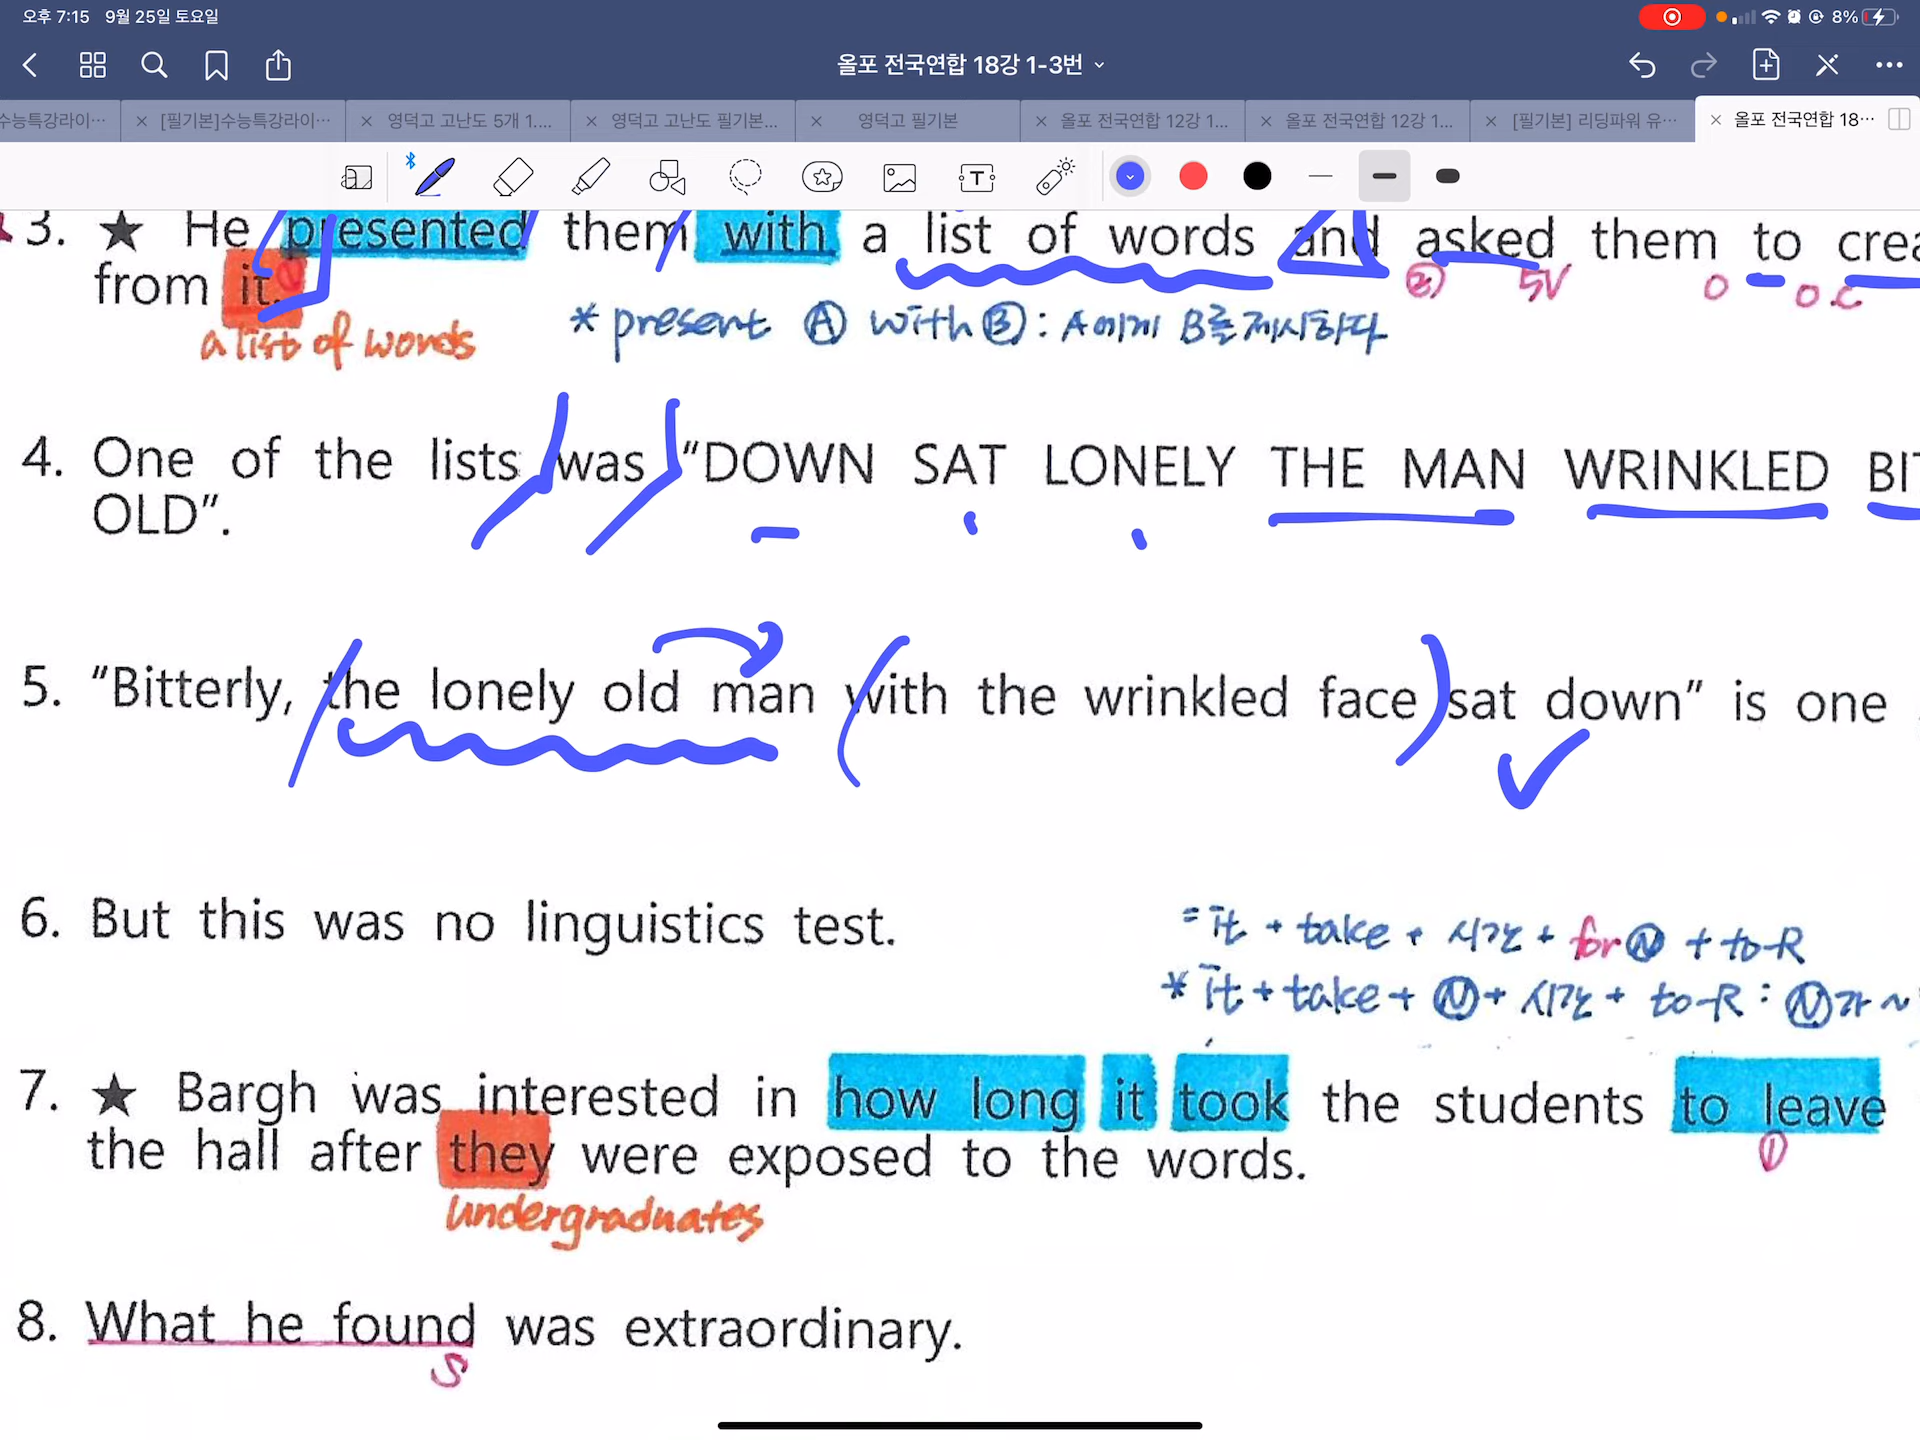 오후 7:15 9월 25일 토요일
8%
올포 전국연합 18강 1-3번
수능특강라이…
[필기본]수능특강라이…
영덕고 고난도 5개 1....
영덕고 고난도 필기본...
영덕고 필기본
올포 전국연합 12강 1...
올포 전국연합 12강 1...
[필기본] 리딩파워 유…
올포 전국연합 18…
3. ★ He presented them with a list of words and asked them to crea
② 5V O O.C
from it. ①
a list of words
* present Ⓐ with Ⓑ : A에게 B를 제시하다
4. One of the lists was "DOWN SAT LONELY THE MAN WRINKLED BIT
OLD".
5. "Bitterly, the lonely old man with the wrinkled face sat down" is one
6. But this was no linguistics test.
= it + take + 시간 + for Ⓝ + to-R
* it + take + Ⓝ + 시간 + to-R : Ⓝ가 ~
7. ★ Bargh was interested in how long it took the students to leave
①
the hall after they were exposed to the words.
undergraduates
8. What he found was extraordinary.
S